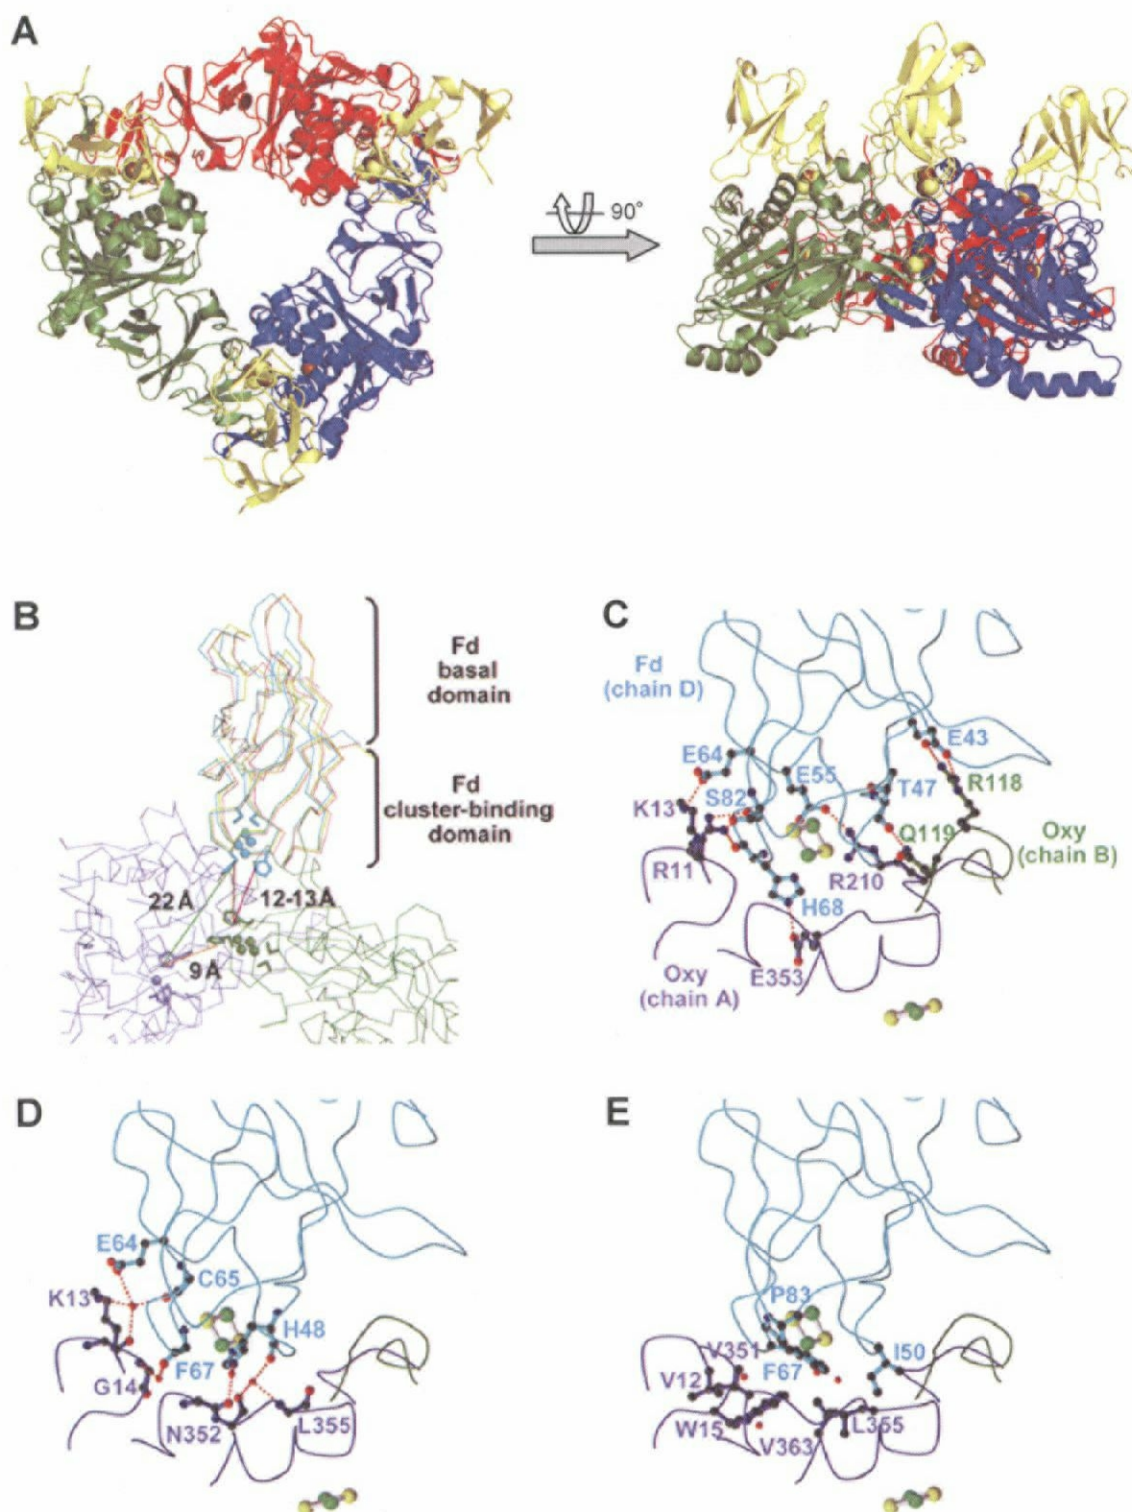 A
90°
B
Fd
basal
domain
Fd
cluster-binding
domain
22Å
12-13Å
9Å
C
Fd
(chain D)
E64
E55
E43
S82
T47
R118
K13
Q119
Oxy
(chain B)
R11
R210
H68
Oxy
(chain A)
E353
D
E64
C65
K13
H48
F67
G14
N352
L355
E
P83
V351
I50
F67
V12
W15
L355
V363